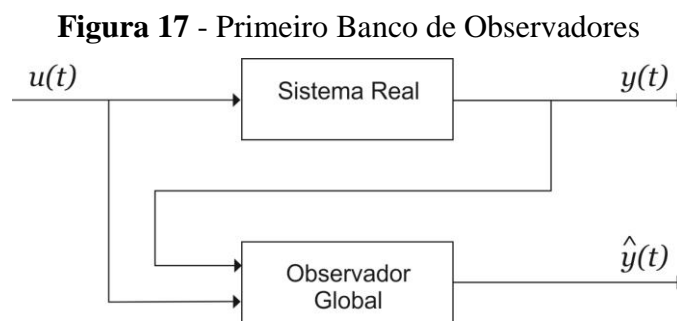 Figura 17 - Primeiro Banco de Observadores
u(t)
Sistema Real
y(t)
Observador
Global
ŷ(t)